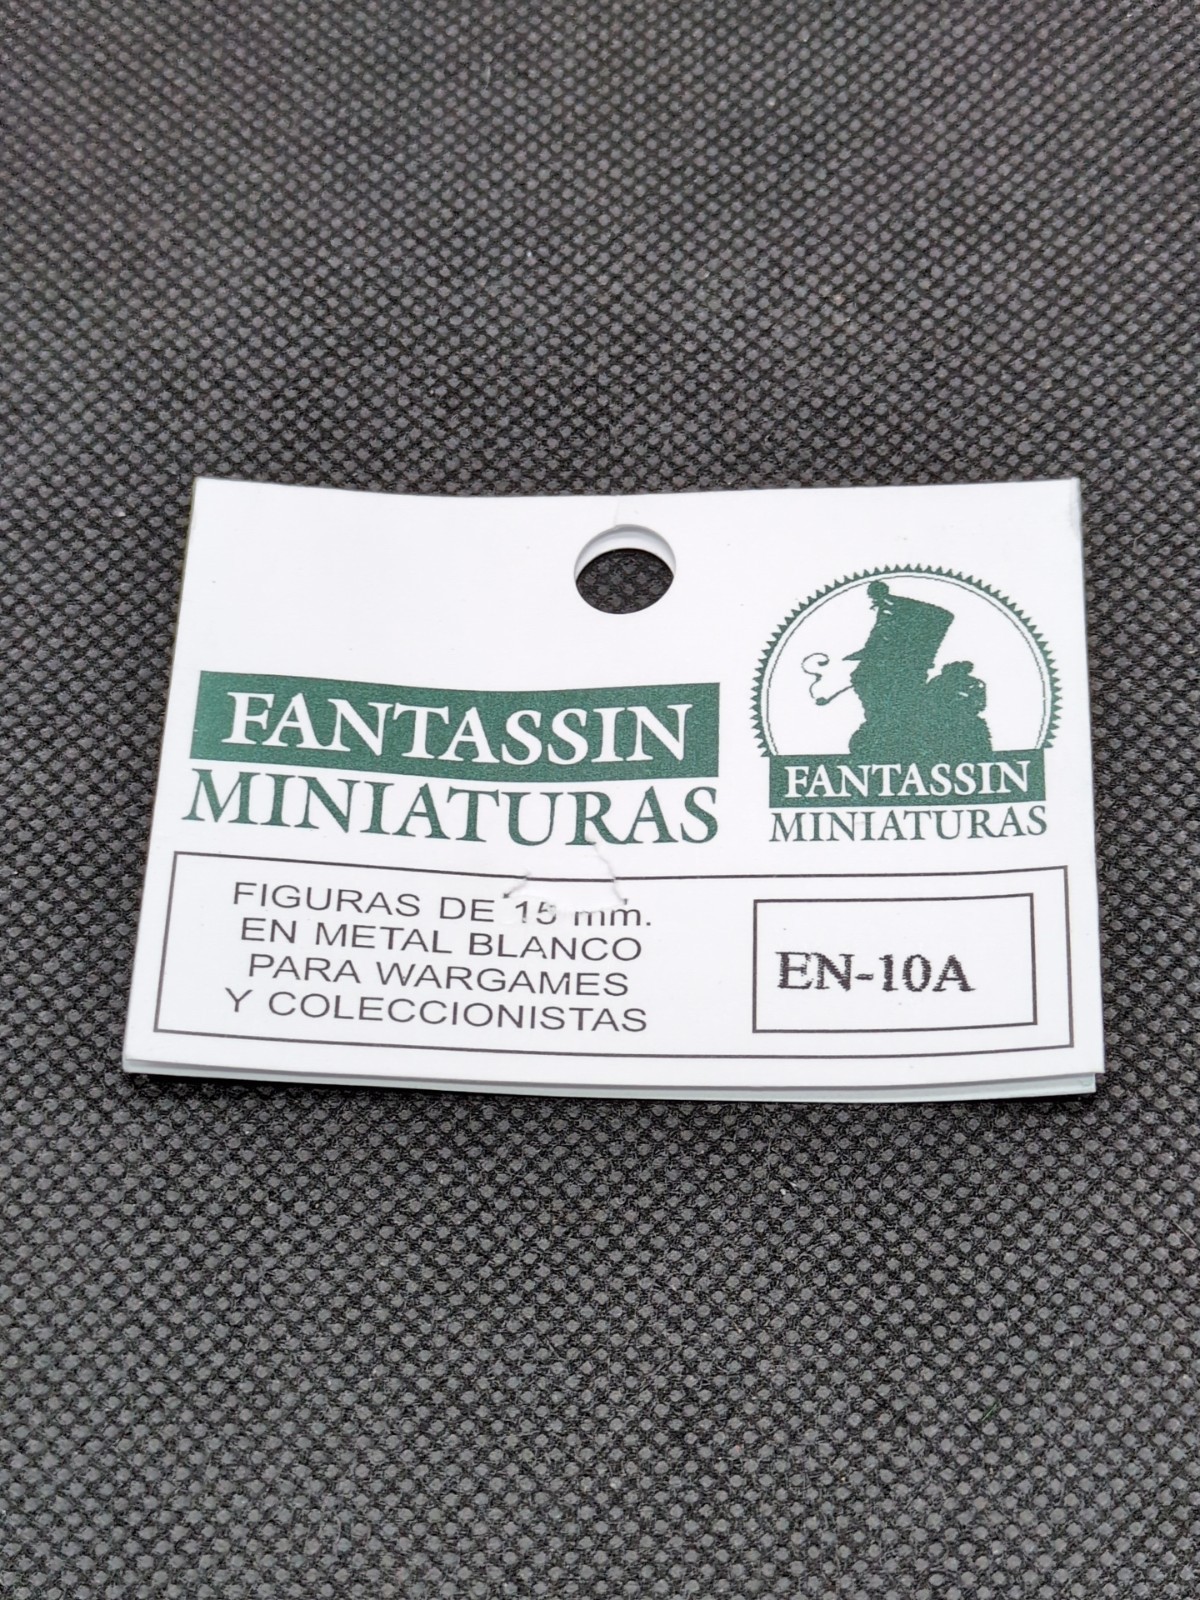 FANTASSIN
MINIATURAS
FANTASSIN
MINIATURAS
FIGURAS DE 15 mm.
EN METAL BLANCO
PARA WARGAMES
Y COLECCIONISTAS
EN-10A